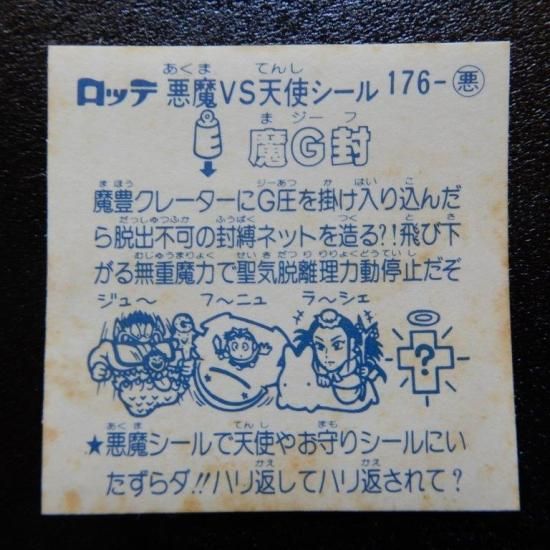 ロッテ 悪魔VS天使シール 176-悪
魔G封
魔豊クレーターにG圧を掛け入り込んだ
ら脱出不可の封縛ネットを造る?!飛び下
がる無重魔力で聖気脱離理力動停止だぞ
ジュ〜 フ〜ニュ ラ〜シェ
?
★悪魔シールで天使やお守りシールにい
たずらダ!!ハリ返してハリ返されて?